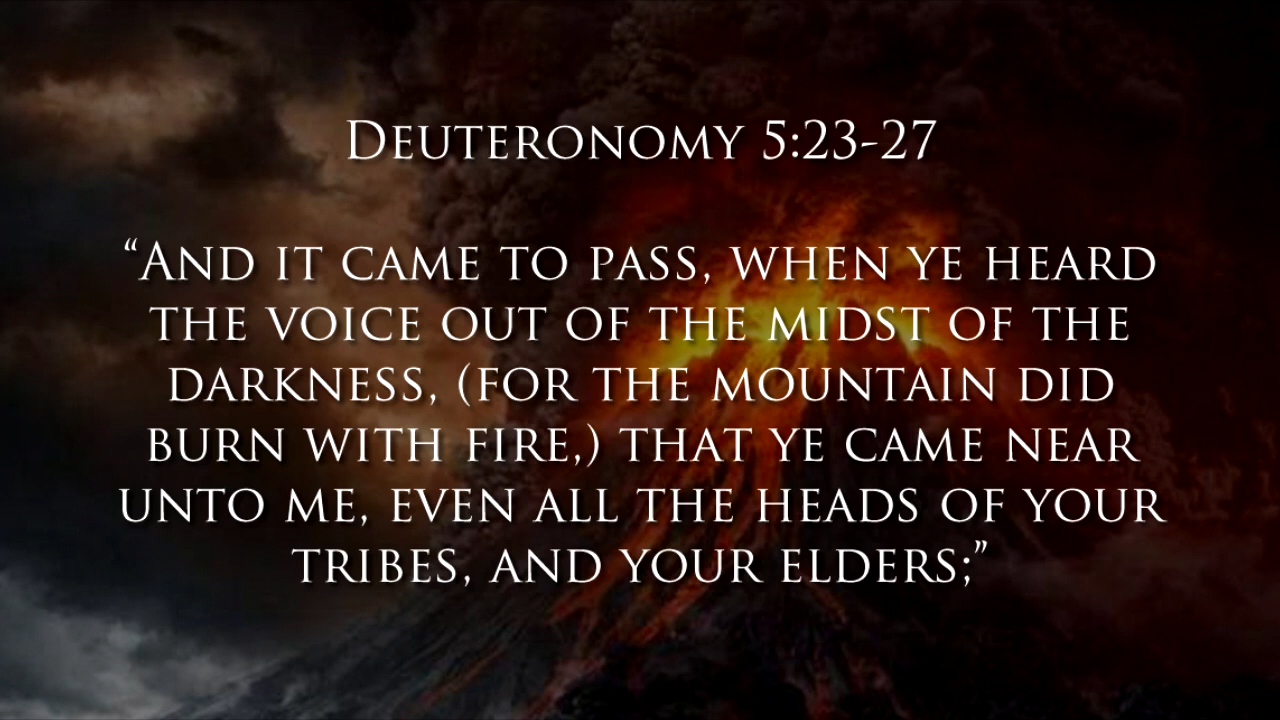 Deuteronomy 5:23-27
“And it came to pass, when ye heard
the voice out of the midst of the
darkness, (for the mountain did
burn with fire,) that ye came near
unto me, even all the heads of your
tribes, and your elders;”